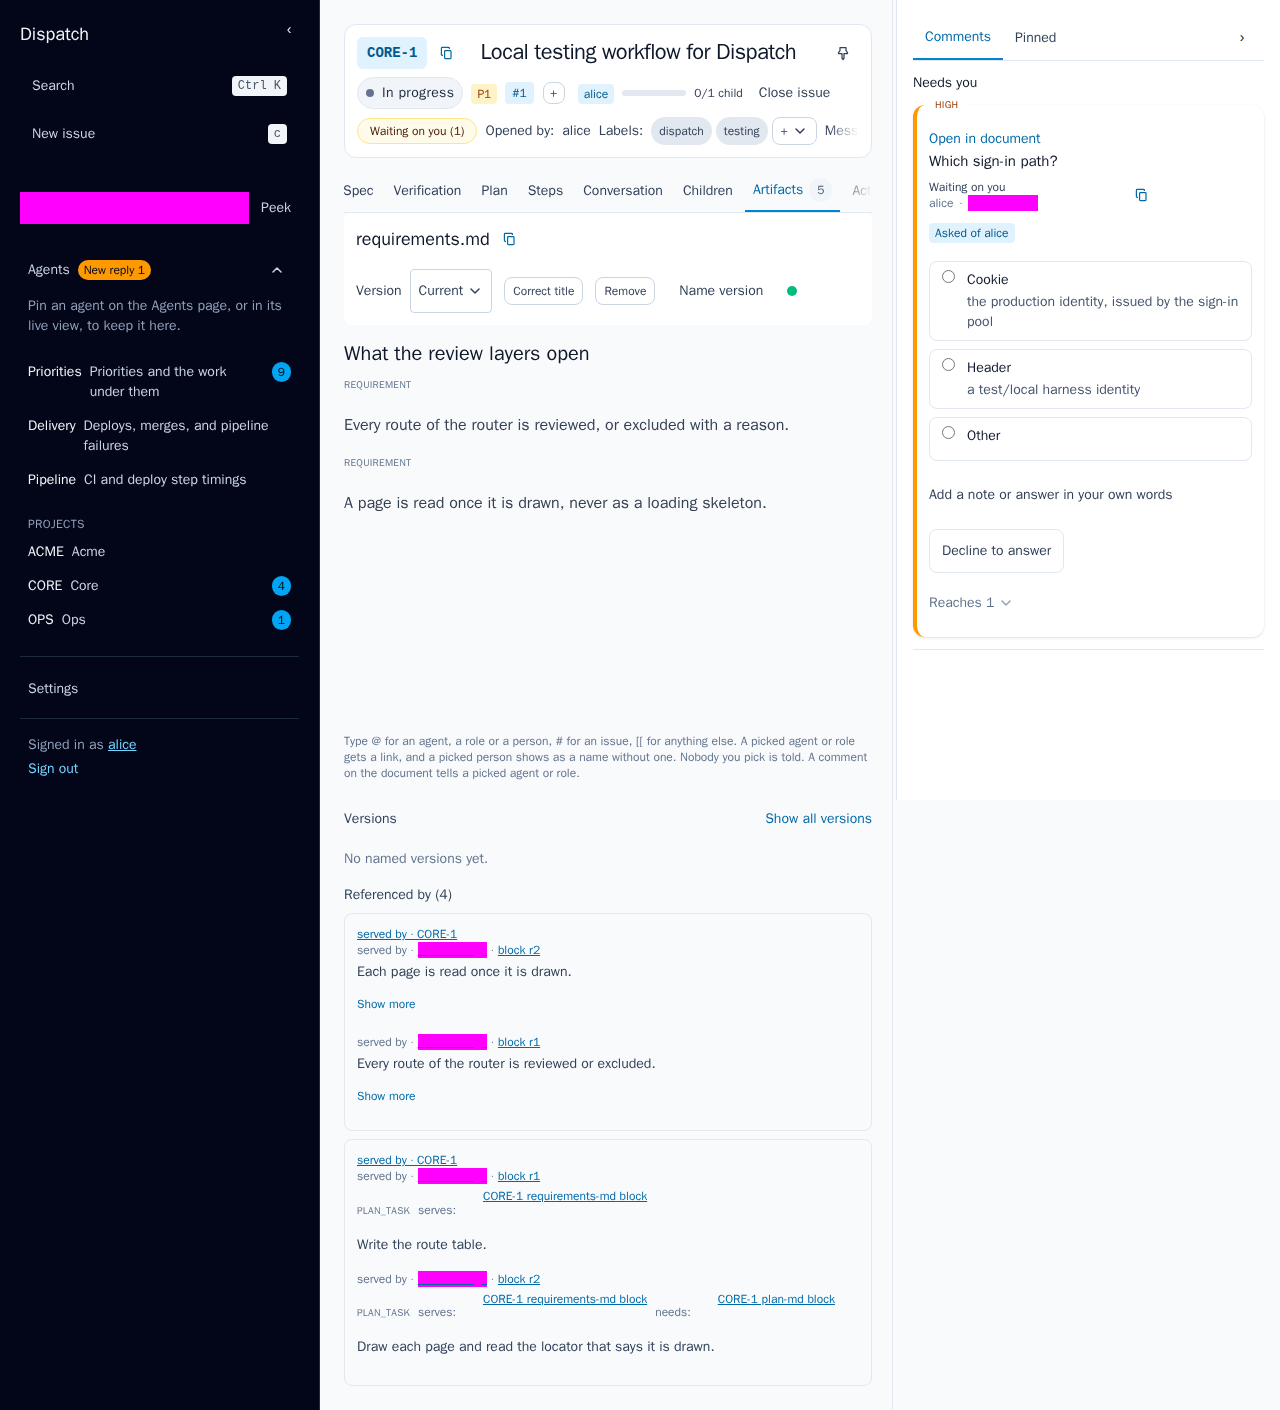 Dispatch
Search
Ctrl K
New issue
C
Peek
Agents
New reply 1
Pin an agent on the Agents page, or in its
live view, to keep it here.
Priorities
Priorities and the work
under them
9
Delivery
Deploys, merges, and pipeline
failures
Pipeline
CI and deploy step timings
PROJECTS
ACME Acme
CORE Core
4
OPS Ops
1
Settings
Signed in as alice
Sign out
CORE-1
Local testing workflow for Dispatch
In progress
P1
#1
+
alice
0/1 child
Close issue
Waiting on you (1)
Opened by: alice
Labels:
dispatch
testing
+
Mess
Spec
Verification
Plan
Steps
Conversation
Children
Artifacts 5
Act
requirements.md
Version
Current
Correct title
Remove
Name version
What the review layers open
REQUIREMENT
Every route of the router is reviewed, or excluded with a reason.
REQUIREMENT
A page is read once it is drawn, never as a loading skeleton.
Type @ for an agent, a role or a person, # for an issue, [[ for anything else. A picked agent or role
gets a link, and a picked person shows as a name without one. Nobody you pick is told. A comment
on the document tells a picked agent or role.
Versions
Show all versions
No named versions yet.
Referenced by (4)
served by · CORE-1
served by ·
· block r2
Each page is read once it is drawn.
Show more
served by ·
· block r1
Every route of the router is reviewed or excluded.
Show more
served by · CORE-1
served by ·
· block r1
CORE-1 requirements-md block
PLAN_TASK serves:
Write the route table.
served by ·
· block r2
CORE-1 requirements-md block
CORE-1 plan-md block
PLAN_TASK serves:
needs:
Draw each page and read the locator that says it is drawn.
Comments
Pinned
Needs you
HIGH
Open in document
Which sign-in path?
Waiting on you
alice ·
Asked of alice
Cookie
the production identity, issued by the sign-in
pool
Header
a test/local harness identity
Other
Add a note or answer in your own words
Decline to answer
Reaches 1